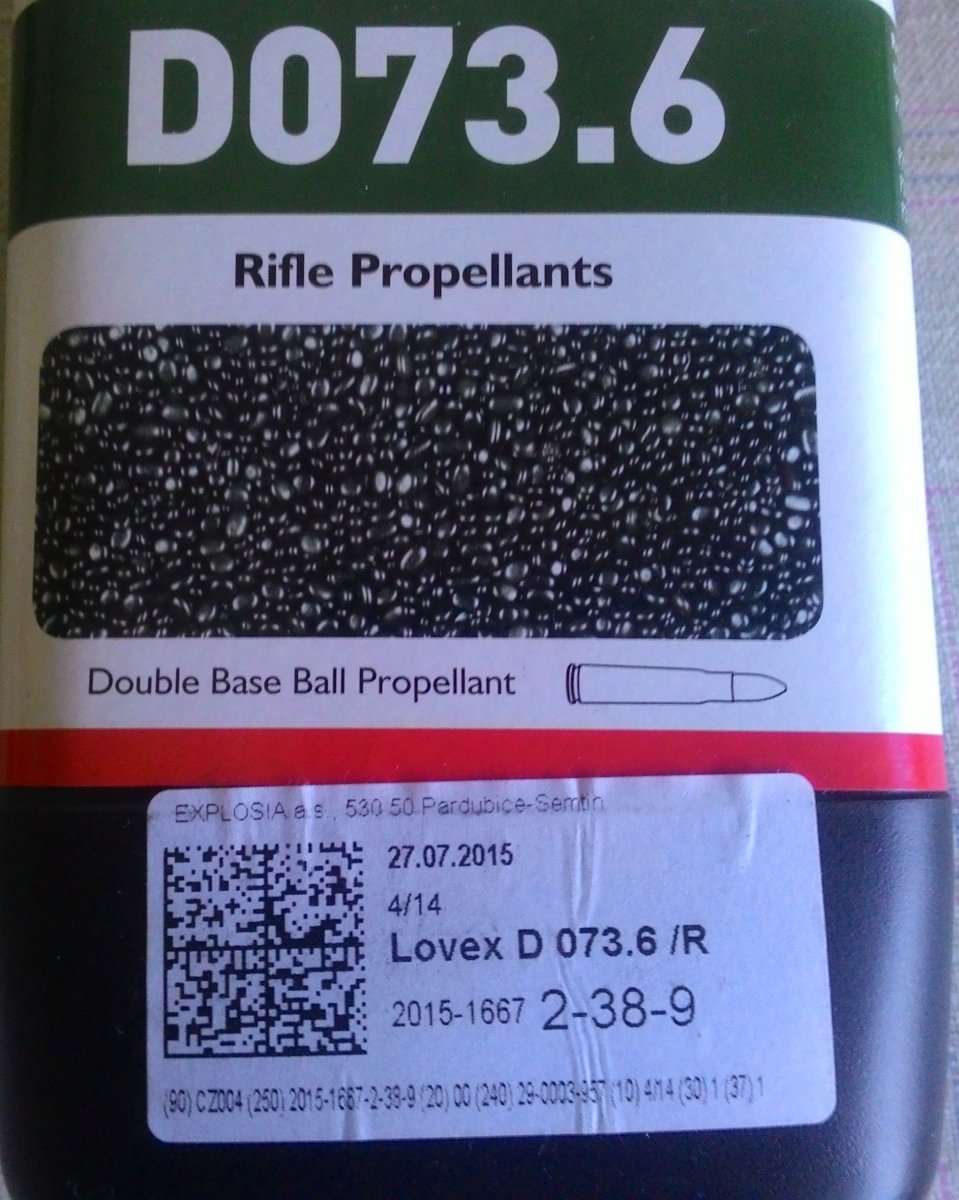 D073.6
Rifle Propellants
Double Base Ball Propellant
EXPLOSIA a.s., 530 50 Pardubice-Semtín
27.07.2015
4/14
Lovex D 073.6 /R
2015-1667 2-38-9
(90) CZ004 (250) 2015-1667-2-38-9 (20) 00 (240) 29-0003-957 (10) 4/14 (30) 1 (37) 1